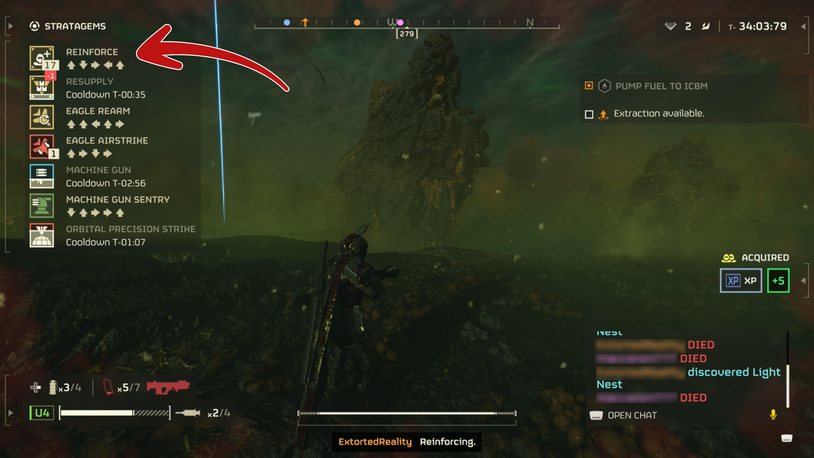 STRATAGEMS
REINFORCE
17
-1
RESUPPLY
Cooldown T-00:35
EAGLE REARM
EAGLE AIRSTRIKE
1
MACHINE GUN
Cooldown T-02:56
MACHINE GUN SENTRY
ORBITAL PRECISION STRIKE
Cooldown T-01:07
W
N
[279]
2
T- 34:03:79
PUMP FUEL TO ICBM
Extraction available.
ACQUIRED
XP XP +5
Nest
DIED
DIED
discovered Light
Nest
DIED
OPEN CHAT
x3/4
x5/7
U4
x2/4
ExtortedReality Reinforcing.